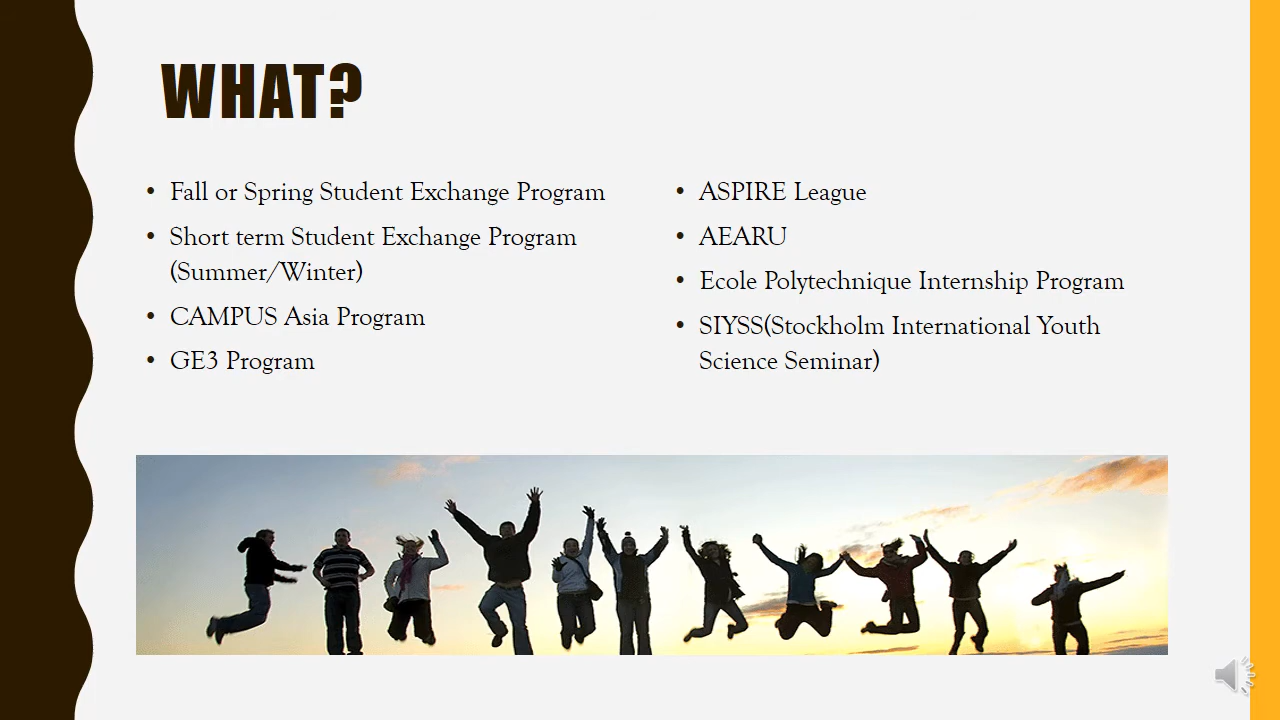 WHAT?
• Fall or Spring Student Exchange Program
• Short term Student Exchange Program
(Summer/Winter)
• CAMPUS Asia Program
• GE3 Program
• ASPIRE League
• AEARU
• Ecole Polytechnique Internship Program
• SIYSS(Stockholm International Youth
Science Seminar)